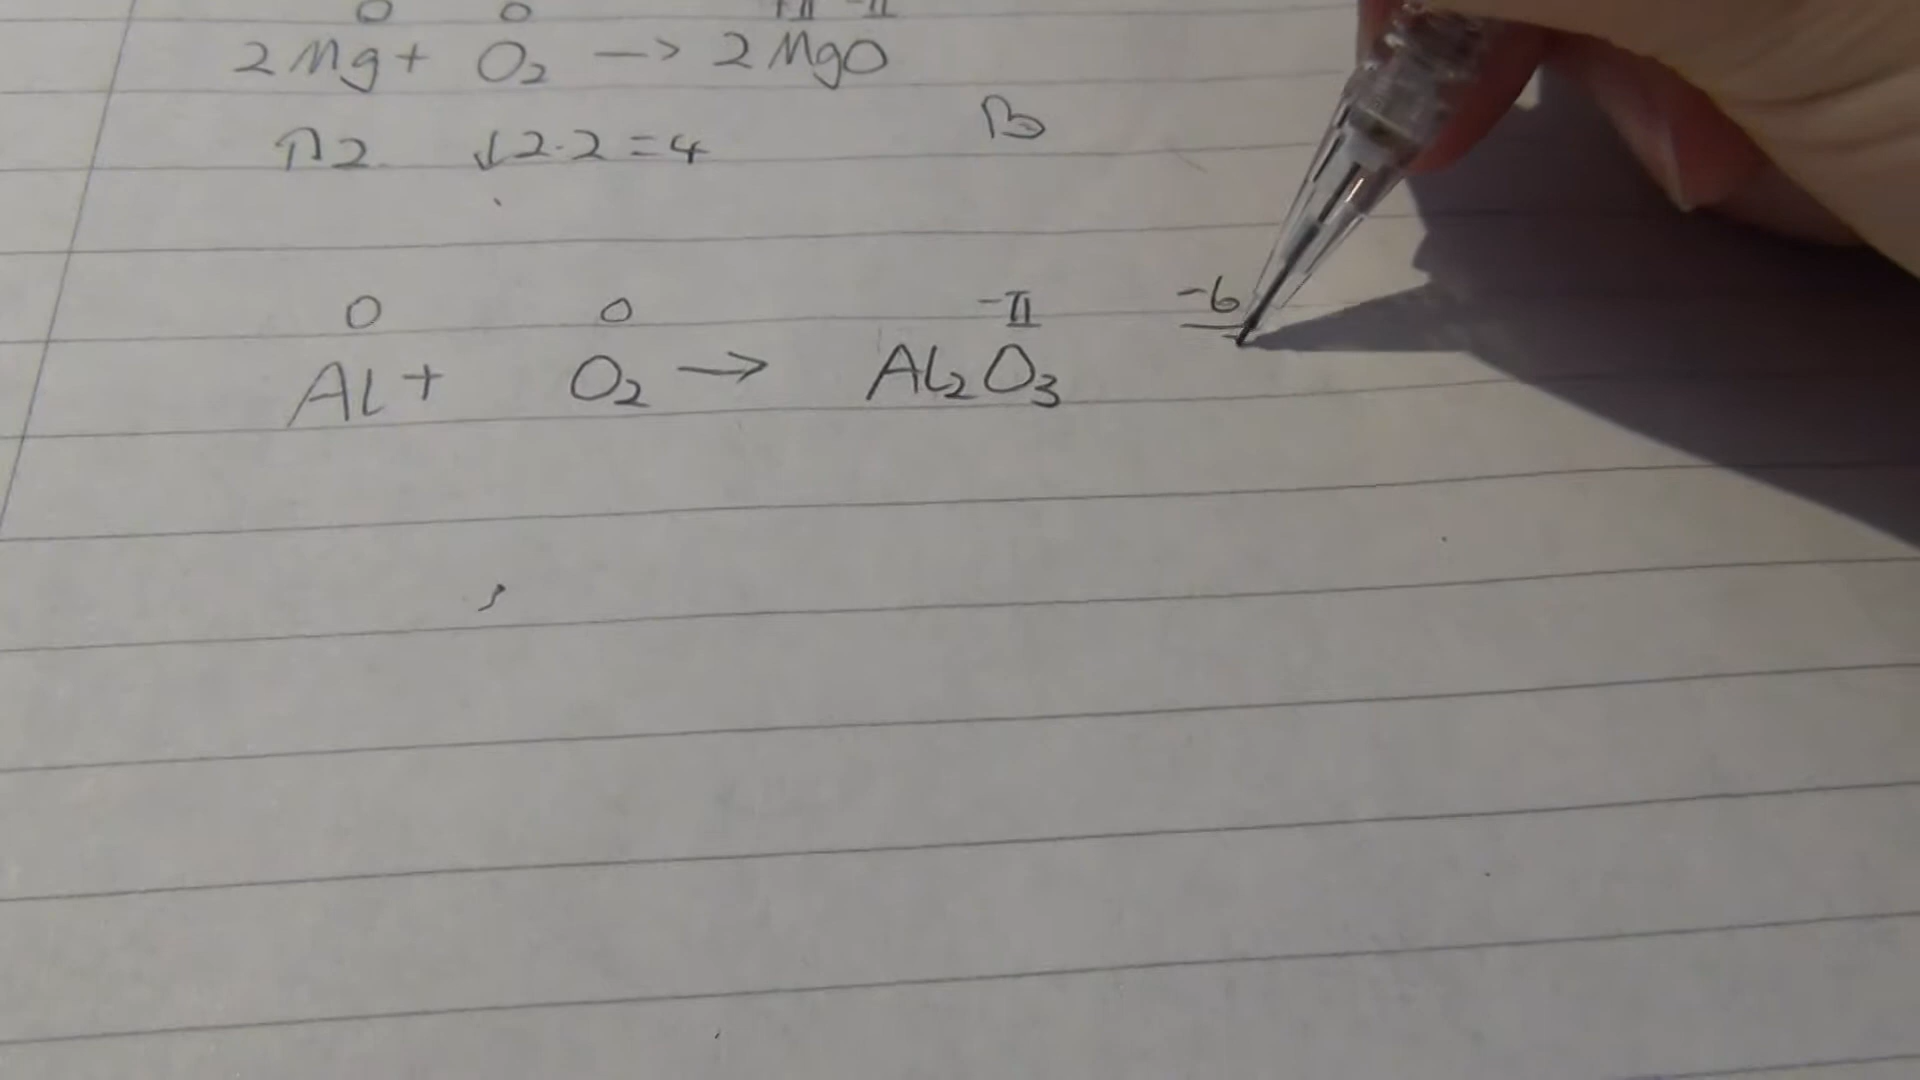 0 0 +II -II
2Mg + O₂ → 2MgO
↑2 ↓2·2=4 B
0 0 -II -6
Al + O₂ → Al₂O₃